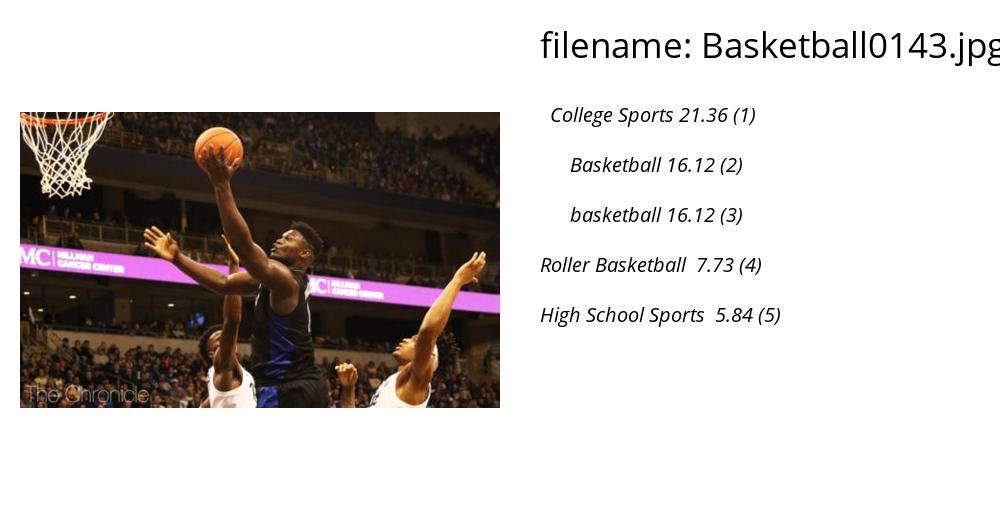 filename: Basketball0143.jpg
College Sports 21.36 (1)
Basketball 16.12 (2)
basketball 16.12 (3)
Roller Basketball 7.73 (4)
High School Sports 5.84 (5)
MC | HILLMAN
CANCER CENTER
MC | HILLMAN
CANCER CENTER
The Chronicle